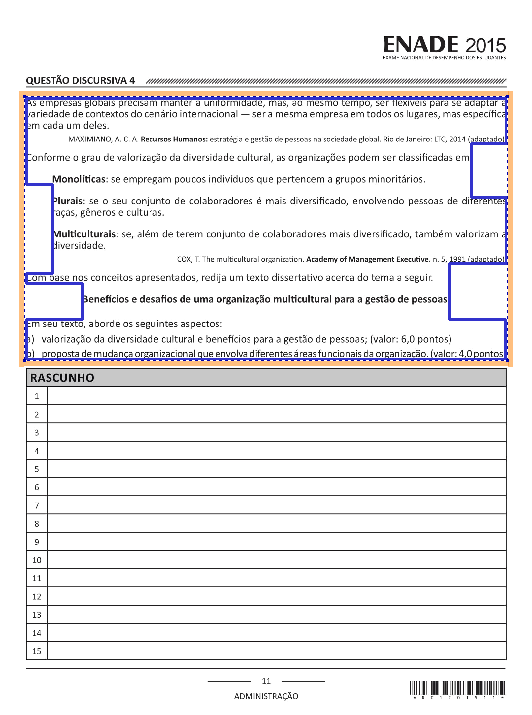 ENADE 2015
EXAME NACIONAL DE DESEMPENHO DOS ESTUDANTES
QUESTÃO DISCURSIVA 4
As empresas globais precisam manter a uniformidade, mas, ao mesmo tempo, ser flexíveis para se adaptar à
variedade de contextos do cenário internacional — ser a mesma empresa em todos os lugares, mas específica
em cada um deles.
MAXIMIANO, A. C. A. Recursos Humanos: estratégia e gestão de pessoas na sociedade global. Rio de Janeiro: LTC, 2014 (adaptado).
Conforme o grau de valorização da diversidade cultural, as organizações podem ser classificadas em
Monolíticas: se empregam poucos indivíduos que pertencem a grupos minoritários.
Plurais: se o seu conjunto de colaboradores é mais diversificado, envolvendo pessoas de diferentes
raças, gêneros e culturas.
Multiculturais: se, além de terem conjunto de colaboradores mais diversificado, também valorizam a
diversidade.
COX, T. The multicultural organization. Academy of Management Executive. n. 5, 1991 (adaptado).
Com base nos conceitos apresentados, redija um texto dissertativo acerca do tema a seguir.
Benefícios e desafios de uma organização multicultural para a gestão de pessoas
Em seu texto, aborde os seguintes aspectos:
a) valorização da diversidade cultural e benefícios para a gestão de pessoas; (valor: 6,0 pontos)
b) proposta de mudança organizacional que envolva diferentes áreas funcionais da organização. (valor: 4,0 pontos)
RASCUNHO
1
2
3
4
5
6
7
8
9
10
11
12
13
14
15
11
ADMINISTRAÇÃO